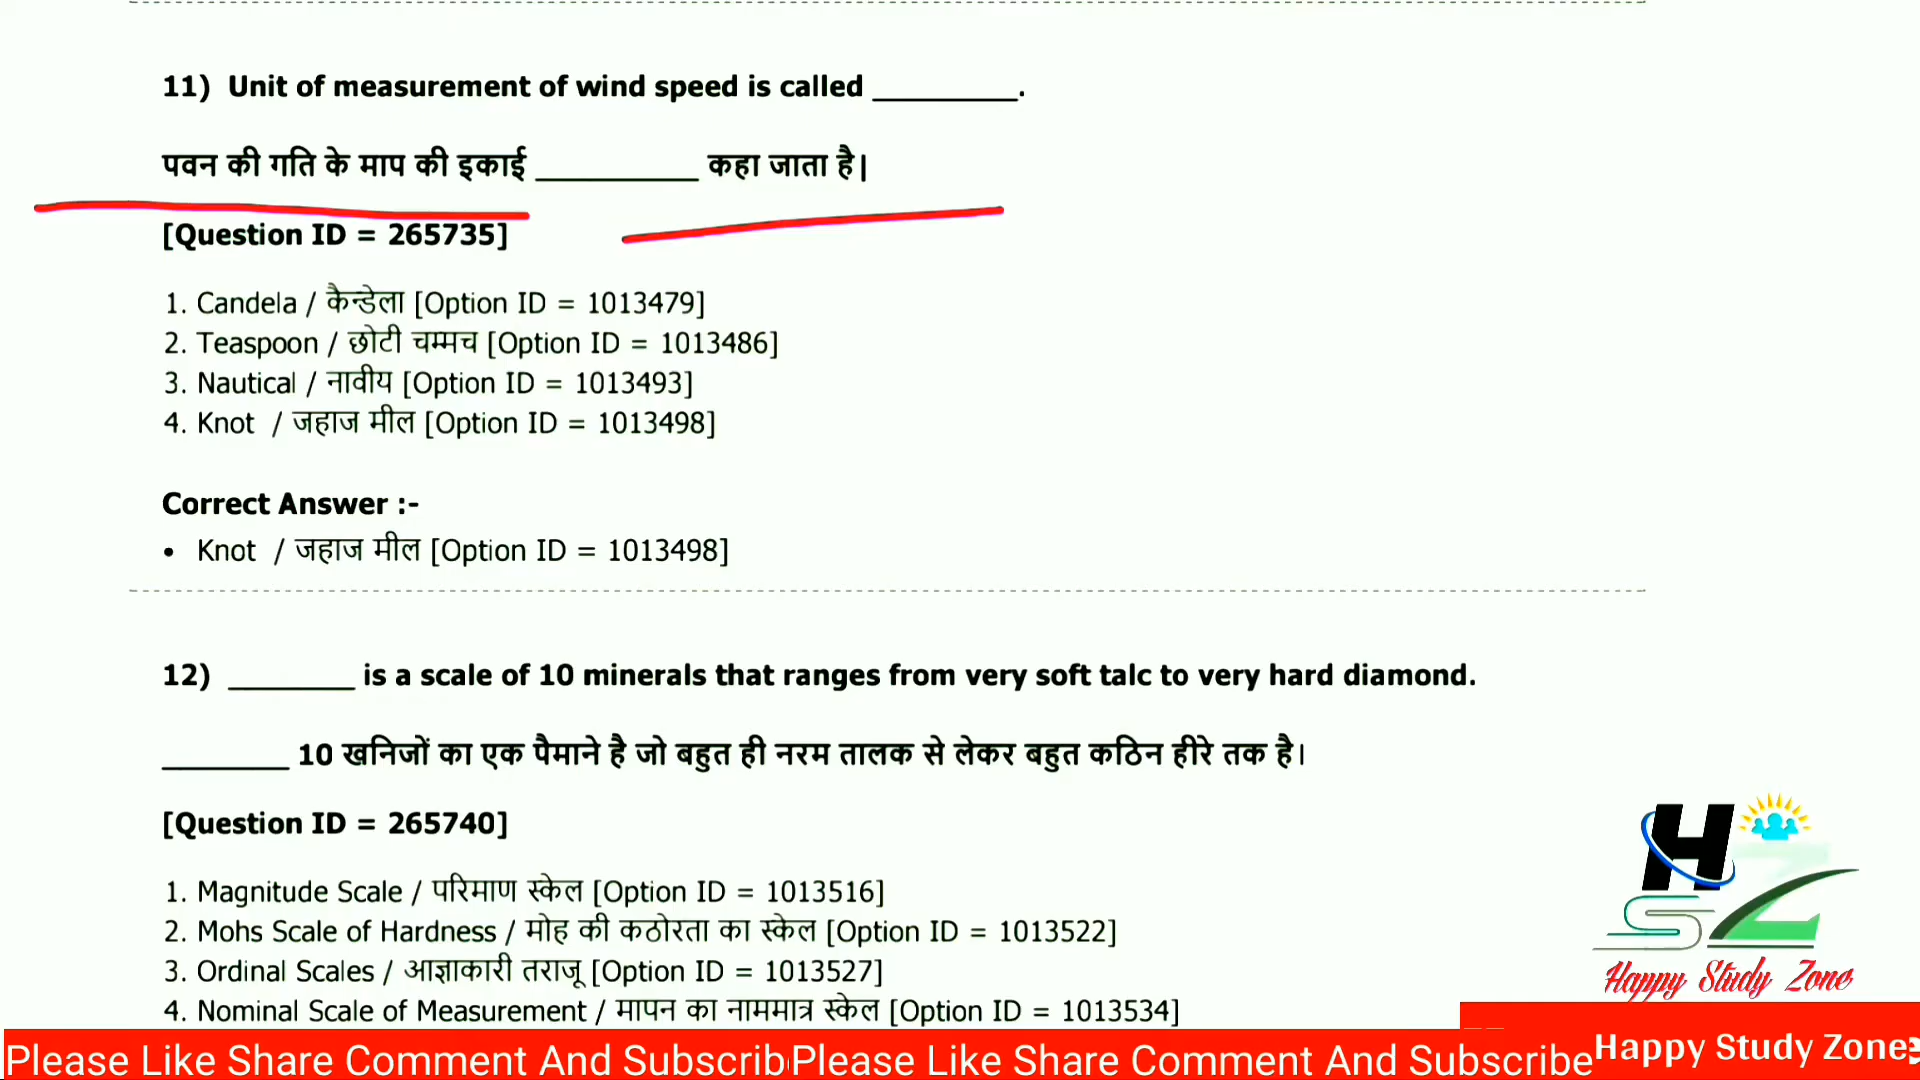 11) Unit of measurement of wind speed is called _________.
पवन की गति के माप की इकाई __________ कहा जाता है।
[Question ID = 265735]
1. Candela / कैन्डेला [Option ID = 1013479]
2. Teaspoon / छोटी चम्मच [Option ID = 1013486]
3. Nautical / नावीय [Option ID = 1013493]
4. Knot / जहाज मील [Option ID = 1013498]
Correct Answer :-
• Knot / जहाज मील [Option ID = 1013498]
12) ________ is a scale of 10 minerals that ranges from very soft talc to very hard diamond.
________ 10 खनिजों का एक पैमाने है जो बहुत ही नरम तालक से लेकर बहुत कठिन हीरे तक है।
[Question ID = 265740]
1. Magnitude Scale / परिमाण स्केल [Option ID = 1013516]
2. Mohs Scale of Hardness / मोह की कठोरता का स्केल [Option ID = 1013522]
3. Ordinal Scales / आज्ञाकारी तराजू [Option ID = 1013527]
4. Nominal Scale of Measurement / मापन का नाममात्र स्केल [Option ID = 1013534]
HSZ
Happy Study Zone
Please Like Share Comment And Subscrib
Please Like Share Comment And Subscribe
Happy Study Zone